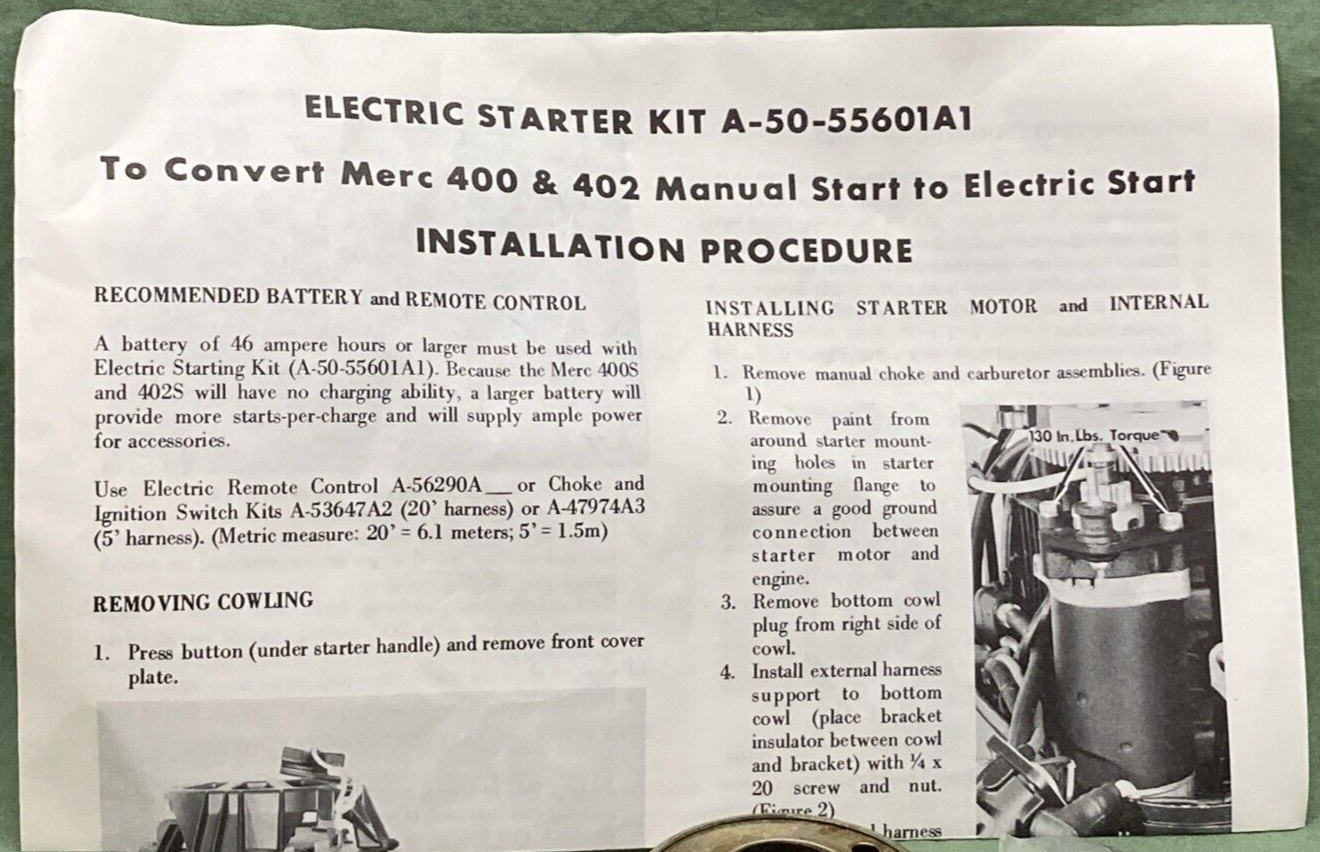 ELECTRIC STARTER KIT A-50-55601A1
To Convert Merc 400 & 402 Manual Start to Electric Start
INSTALLATION PROCEDURE
RECOMMENDED BATTERY and REMOTE CONTROL
A battery of 46 ampere hours or larger must be used with
Electric Starting Kit (A-50-55601A1). Because the Merc 400S
and 402S will have no charging ability, a larger battery will
provide more starts-per-charge and will supply ample power
for accessories.
Use Electric Remote Control A-56290A__ or Choke and
Ignition Switch Kits A-53647A2 (20' harness) or A-47974A3
(5' harness). (Metric measure: 20' = 6.1 meters; 5' = 1.5m)
REMOVING COWLING
1. Press button (under starter handle) and remove front cover
plate.
INSTALLING STARTER MOTOR and INTERNAL
HARNESS
1. Remove manual choke and carburetor assemblies. (Figure
1)
2. Remove paint from
around starter mount-
ing holes in starter
mounting flange to
assure a good ground
connection between
starter motor and
engine.
3. Remove bottom cowl
plug from right side of
cowl.
4. Install external harness
support to bottom
cowl (place bracket
insulator between cowl
and bracket) with ¼ x
20 screw and nut.
(Figure 2)
harness
130 In. Lbs. Torque